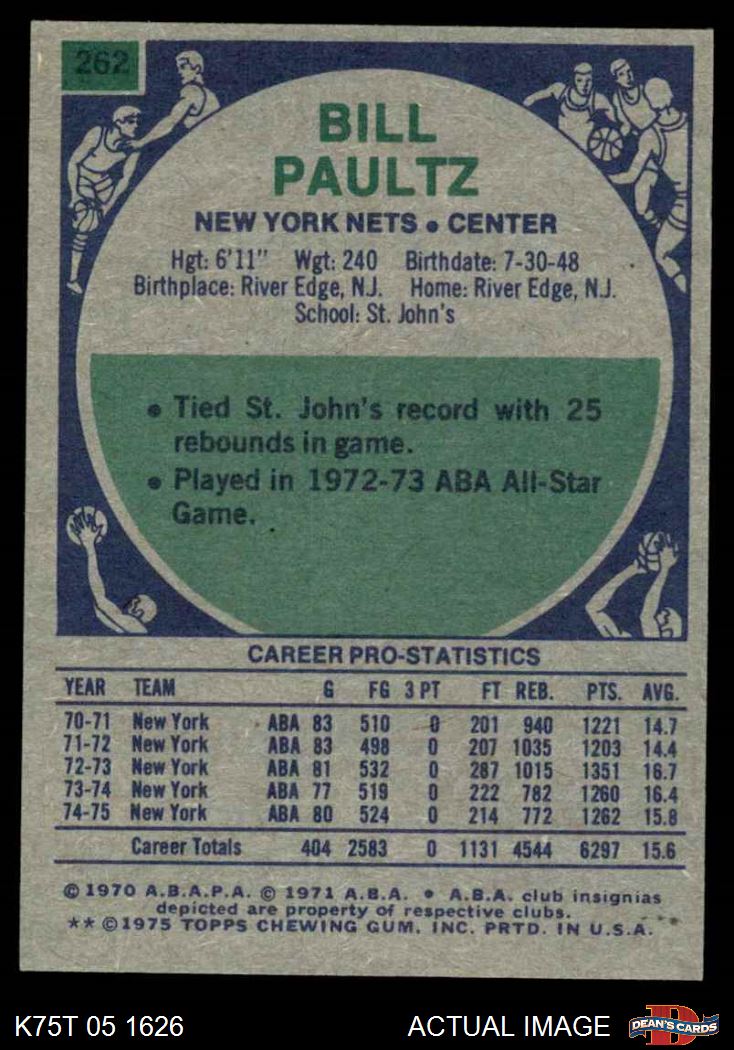 262
BILL
PAULTZ
NEW YORK NETS • CENTER
Hgt: 6'11" Wgt: 240 Birthdate: 7-30-48
Birthplace: River Edge, N.J. Home: River Edge, N.J.
School: St. John's
• Tied St. John's record with 25
rebounds in game.
• Played in 1972-73 ABA All-Star
Game.
CAREER PRO-STATISTICS
YEAR TEAM G FG 3 PT FT REB. PTS. AVG.
70-71 New York ABA 83 510 0 201 940 1221 14.7
71-72 New York ABA 83 498 0 207 1035 1203 14.4
72-73 New York ABA 81 532 0 287 1015 1351 16.7
73-74 New York ABA 77 519 0 222 782 1260 16.4
74-75 New York ABA 80 524 0 214 772 1262 15.8
Career Totals 404 2583 0 1131 4544 6297 15.6
© 1970 A.B.A.P.A. © 1971 A.B.A. • A.B.A. club insignias
depicted are property of respective clubs.
** © 1975 TOPPS CHEWING GUM, INC. PRTD. IN U.S.A.
K75T 05 1626 ACTUAL IMAGE D DEAN'S CARDS